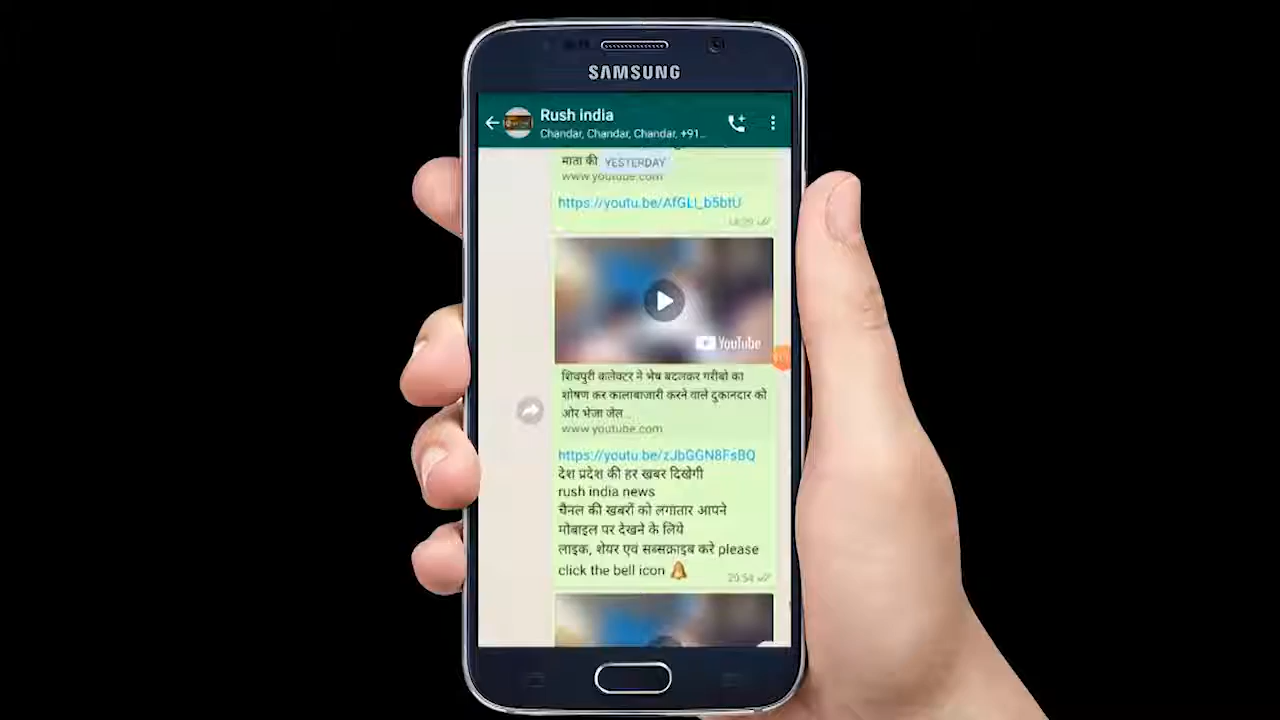 SAMSUNG
Rush india
Chandar, Chandar, Chandar, +91...
माता की YESTERDAY
www.youtube.com
https://youtu.be/AfGLI_b5btU
YouTube
शिवपुरी कलेक्टर ने भेष बदलकर गरीबो का
शोषण कर कालाबाजारी करने वाले दुकानदार को
ओर भेजा जेल...
www.youtube.com
https://youtu.be/zJbGGN8FsBQ
देश प्रदेश की हर खबर दिखेगी
rush india news
चैनल की खबरों को लगातार आपने
मोबाइल पर देखने के लिये
लाइक, शेयर एवं सब्सक्राइब करे please
click the bell icon 🔔
20:54